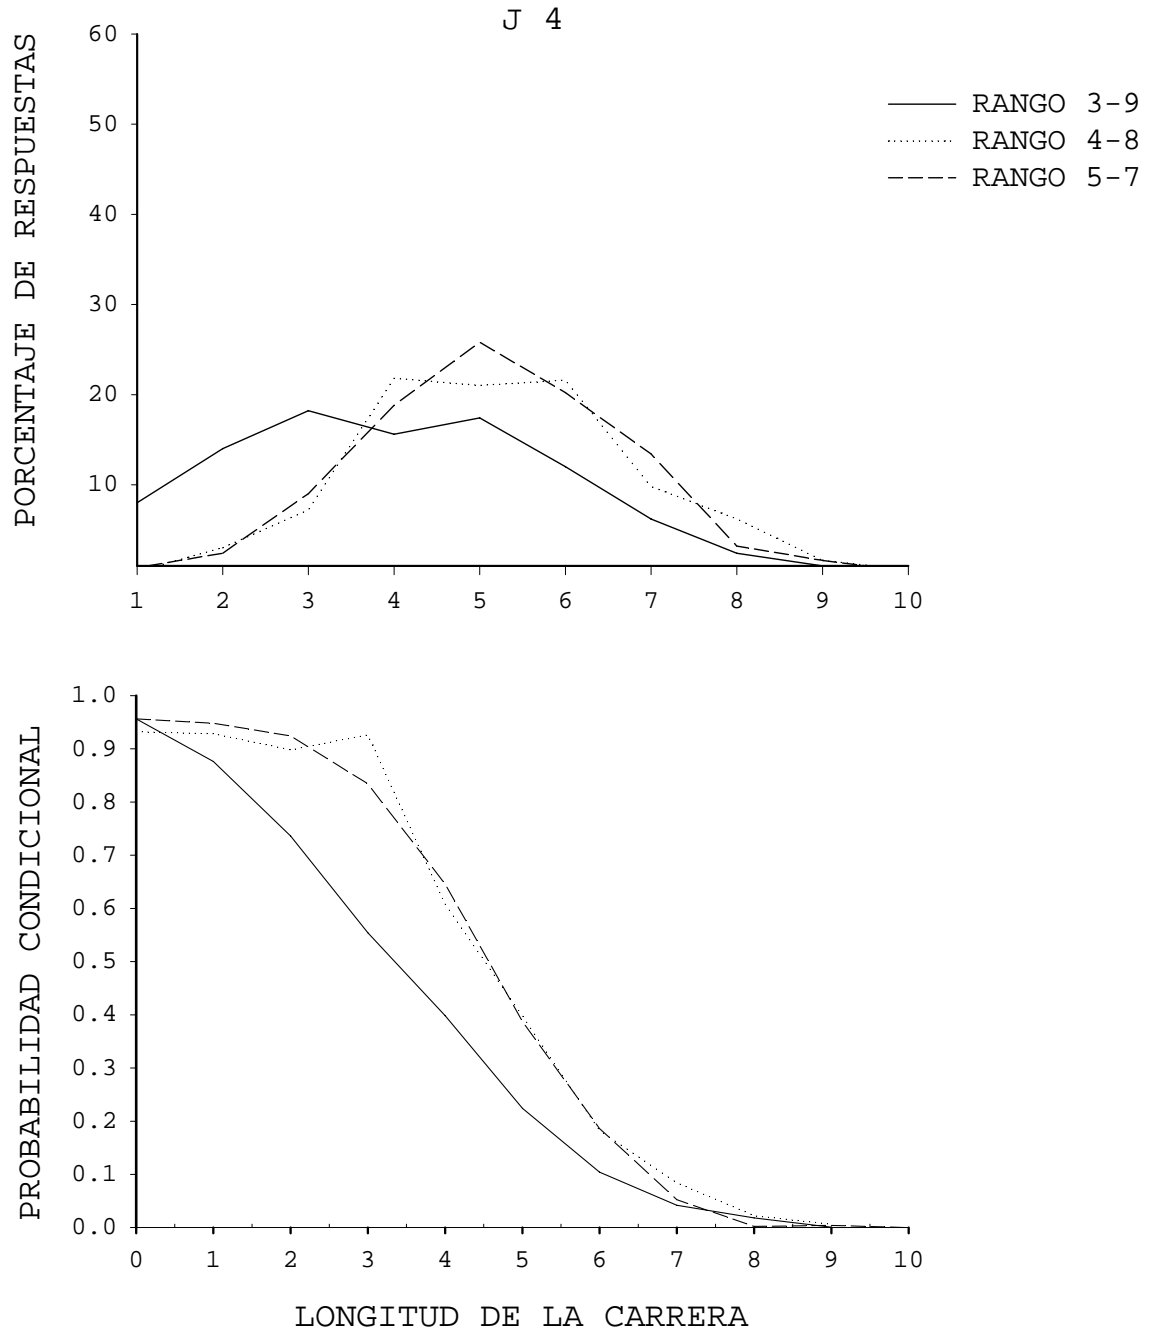 J 4
PORCENTAJE DE RESPUESTAS
60
50
40
30
20
10
RANGO 3-9
RANGO 4-8
RANGO 5-7
1 2 3 4 5 6 7 8 9 10
PROBABILIDAD CONDICIONAL
1.0
0.9
0.8
0.7
0.6
0.5
0.4
0.3
0.2
0.1
0.0
0 1 2 3 4 5 6 7 8 9 10
LONGITUD DE LA CARRERA